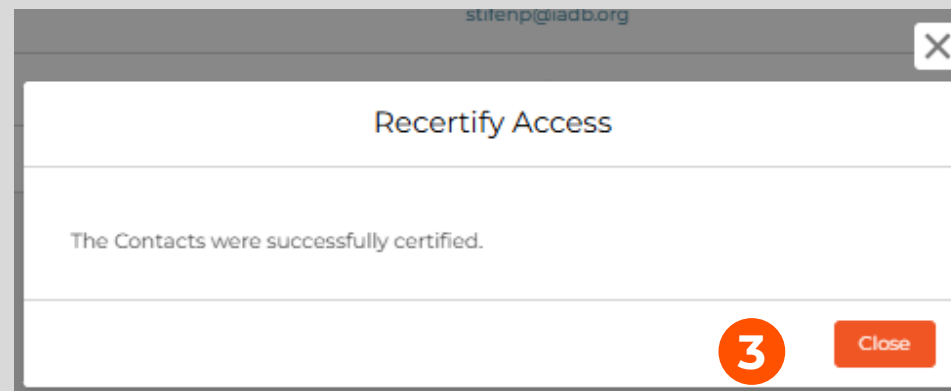 stifenp@iadb.org
Recertify Access
The Contacts were successfully certified.
3
Close